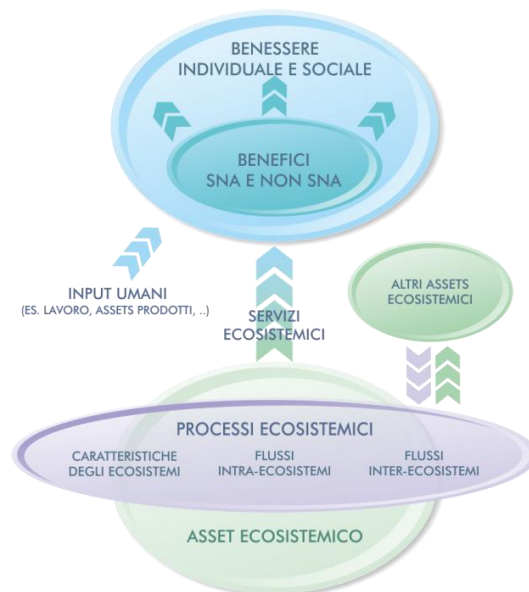 BENESSERE
INDIVIDUALE E SOCIALE
BENEFICI
SNA E NON SNA
INPUT UMANI
(ES. LAVORO, ASSETS PRODOTTI, ..)
SERVIZI
ECOSISTEMICI
ALTRI ASSETS
ECOSISTEMICI
PROCESSI ECOSISTEMICI
CARATTERISTICHE
DEGLI ECOSISTEMI
FLUSSI
INTRA-ECOSISTEMI
FLUSSI
INTER-ECOSISTEMI
ASSET ECOSISTEMICO